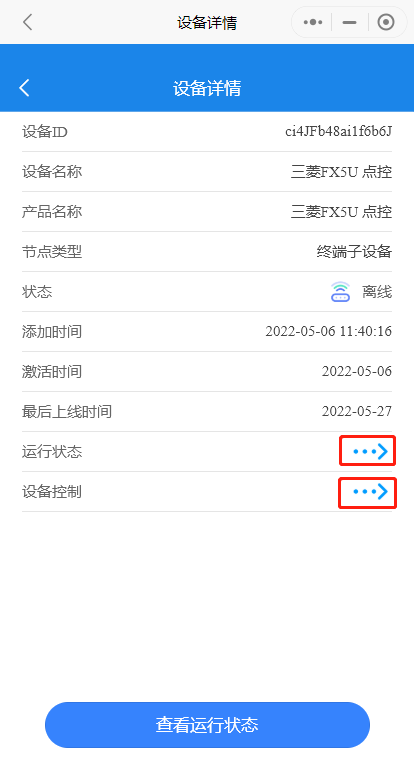 设备详情
设备详情
设备ID ci4JFb48ai1f6b6J
设备名称 三菱FX5U 点控
产品名称 三菱FX5U 点控
节点类型 终端子设备
状态 离线
添加时间 2022-05-06 11:40:16
激活时间 2022-05-06
最后上线时间 2022-05-27
运行状态
设备控制
查看运行状态